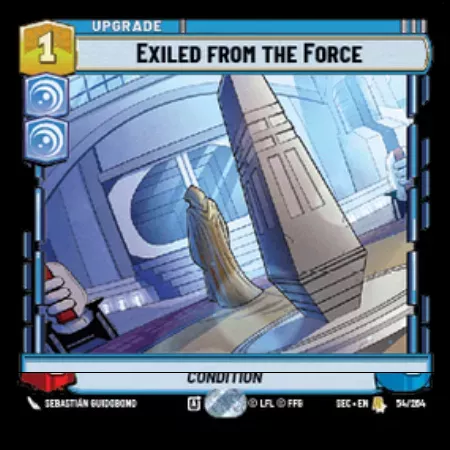 UPGRADE
1
EXILED FROM THE FORCE
CONDITION
SEBASTIÁN GUIDOBONO
A
© LFL © FFG
SEC • EN
54/264